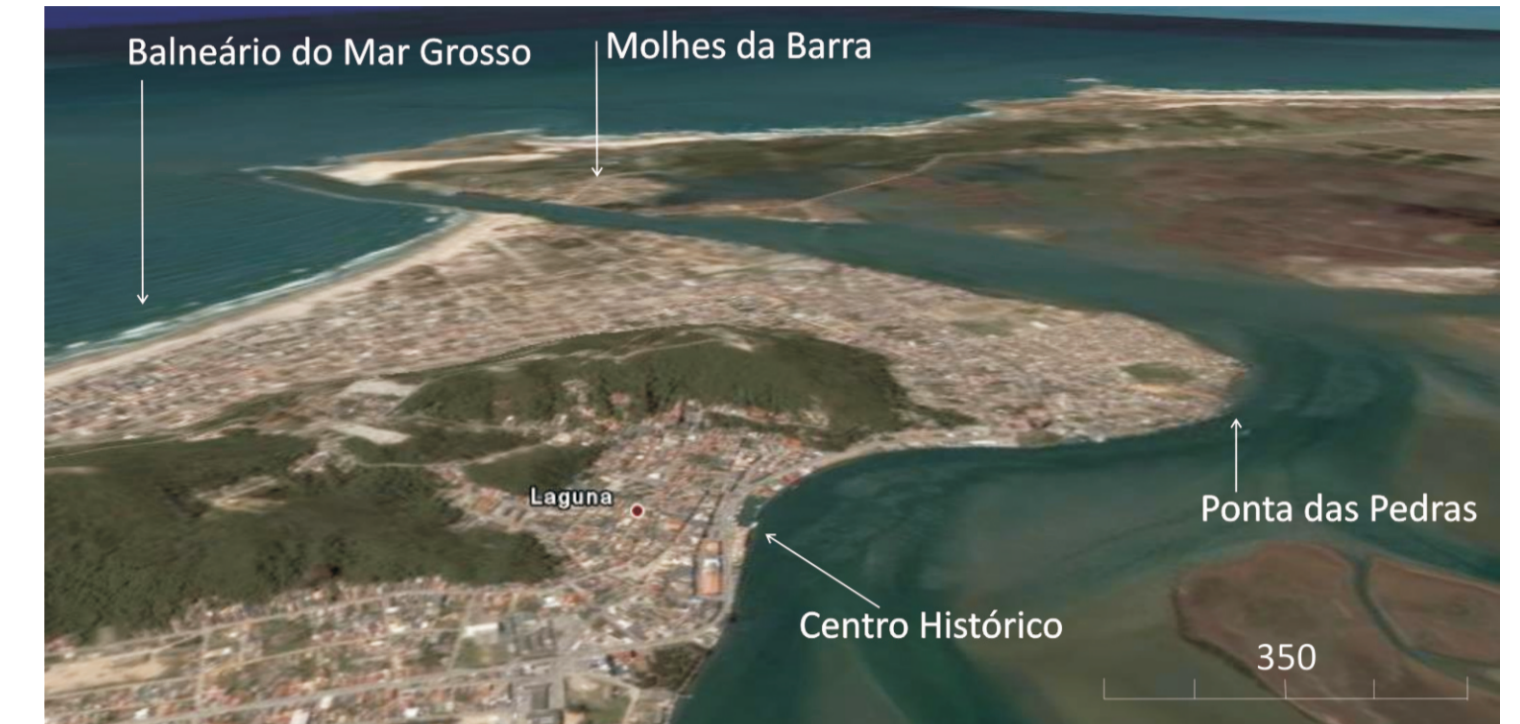 Balneário do Mar Grosso
Molhes da Barra
Laguna
Ponta das Pedras
Centro Histórico
350